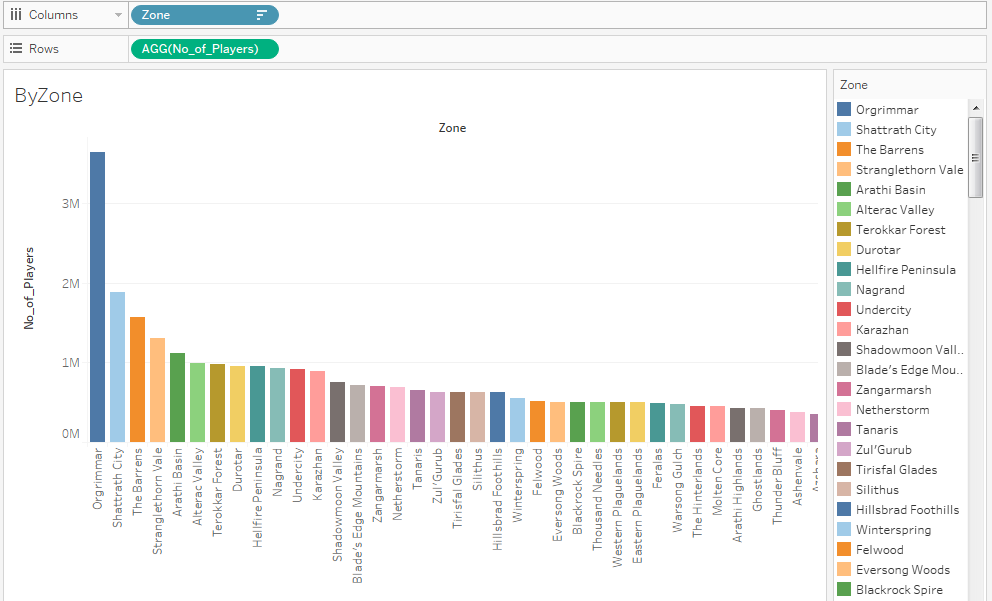 Columns
Zone
Rows
AGG(No_of_Players)
ByZone
Zone
No_of_Players
3M
2M
1M
0M
Orgrimmar
Shattrath City
The Barrens
Stranglethorn Vale
Arathi Basin
Alterac Valley
Terokkar Forest
Durotar
Hellfire Peninsula
Nagrand
Undercity
Karazhan
Shadowmoon Valley
Blade's Edge Mountains
Zangarmarsh
Netherstorm
Tanaris
Zul'Gurub
Tirisfal Glades
Silithus
Hillsbrad Foothills
Winterspring
Felwood
Eversong Woods
Blackrock Spire
Thousand Needles
Western Plaguelands
Eastern Plaguelands
Feralas
Warsong Gulch
The Hinterlands
Molten Core
Arathi Highlands
Ghostlands
Thunder Bluff
Ashenvale
Zone
Orgrimmar
Shattrath City
The Barrens
Stranglethorn Vale
Arathi Basin
Alterac Valley
Terokkar Forest
Durotar
Hellfire Peninsula
Nagrand
Undercity
Karazhan
Shadowmoon Vall..
Blade's Edge Mou..
Zangarmarsh
Netherstorm
Tanaris
Zul'Gurub
Tirisfal Glades
Silithus
Hillsbrad Foothills
Winterspring
Felwood
Eversong Woods
Blackrock Spire